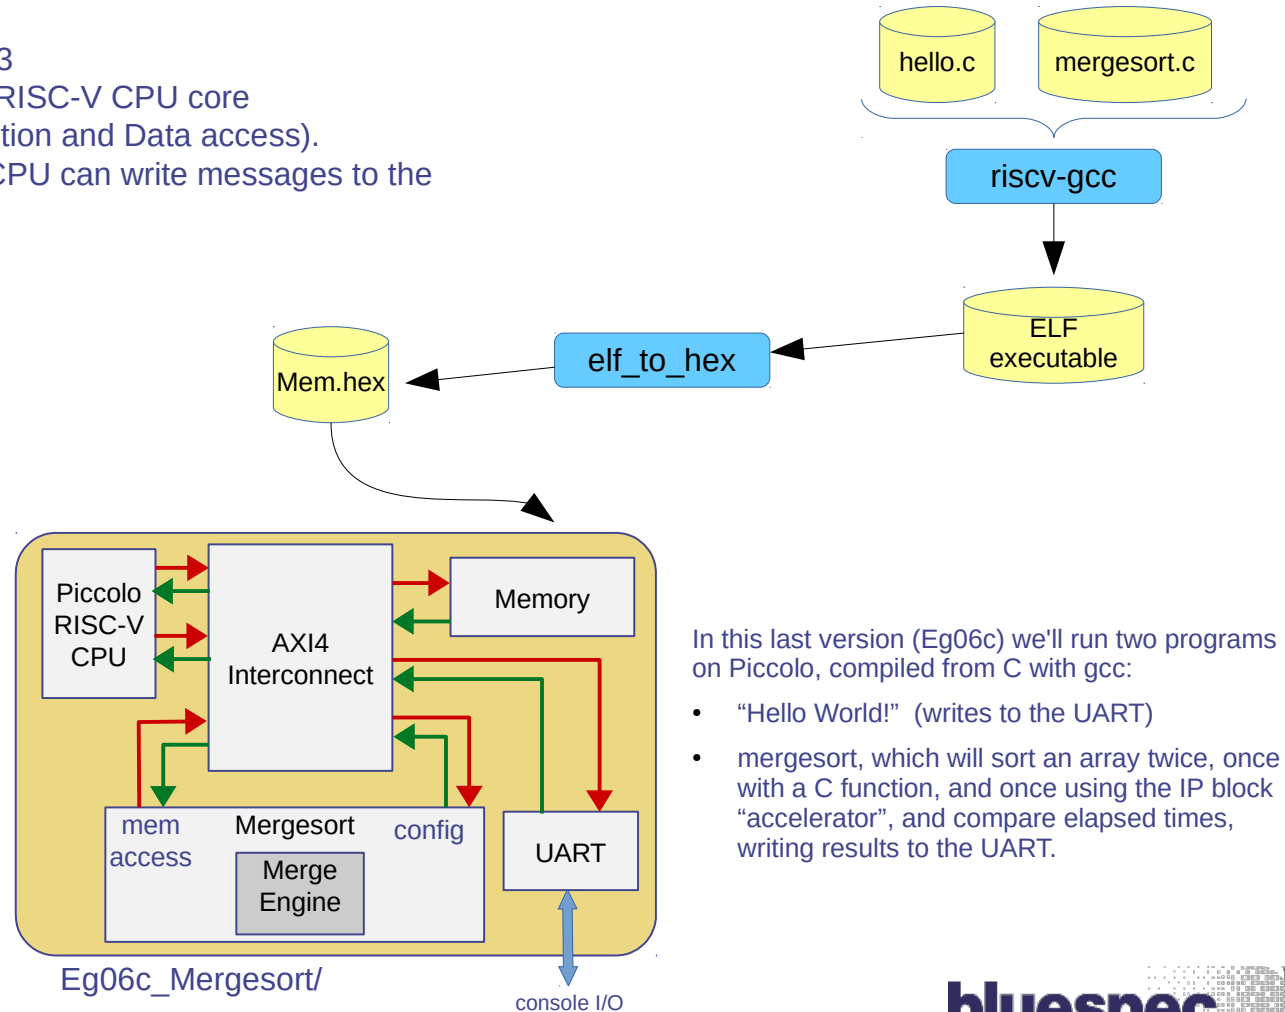 3
RISC-V CPU core
tion and Data access).
CPU can write messages to the
hello.c
mergesort.c
riscv-gcc
ELF
executable
elf_to_hex
Mem.hex
Piccolo
RISC-V
CPU
AXI4
Interconnect
Memory
mem
access
Mergesort
config
Merge
Engine
UART
Eg06c_Mergesort/
console I/O
In this last version (Eg06c) we'll run two programs
on Piccolo, compiled from C with gcc:
• “Hello World!” (writes to the UART)
• mergesort, which will sort an array twice, once
with a C function, and once using the IP block
“accelerator”, and compare elapsed times,
writing results to the UART.
bluespec